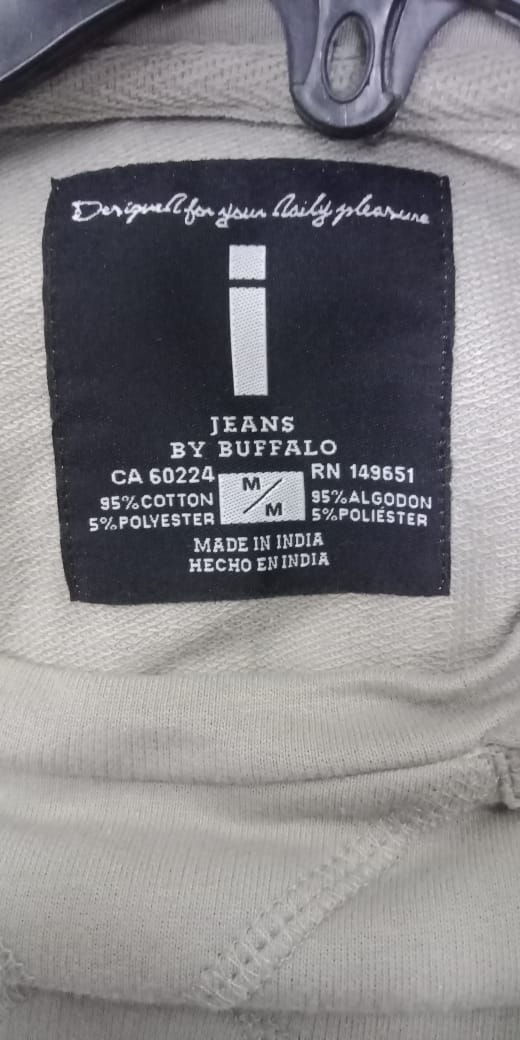 Designed for your daily pleasure
i
JEANS
BY BUFFALO
CA 60224
95%COTTON
5%POLYESTER
M/M
RN 149651
95%ALGODON
5%POLIÉSTER
MADE IN INDIA
HECHO EN INDIA